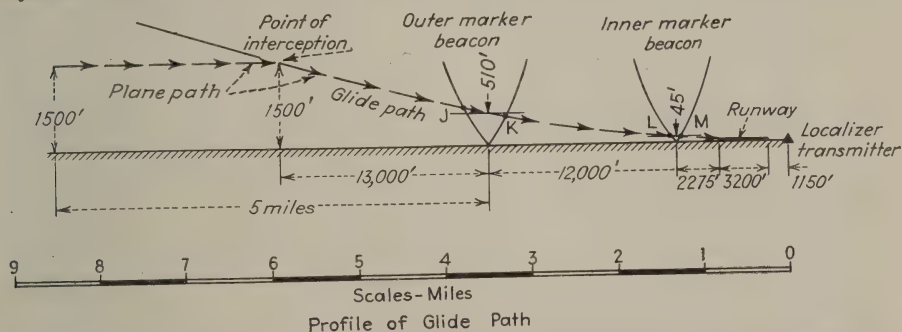 Point of
interception
Outer marker
beacon
Inner marker
beacon
1500'
Plane path
1500'
Glide path
510'
J
K
45'
L
M
Runway
Localizer
transmitter
13,000'
12,000'
2275'
3200'
1150'
5 miles
9 8 7 6 5 4 3 2 1 0
Scales-Miles
Profile of Glide Path